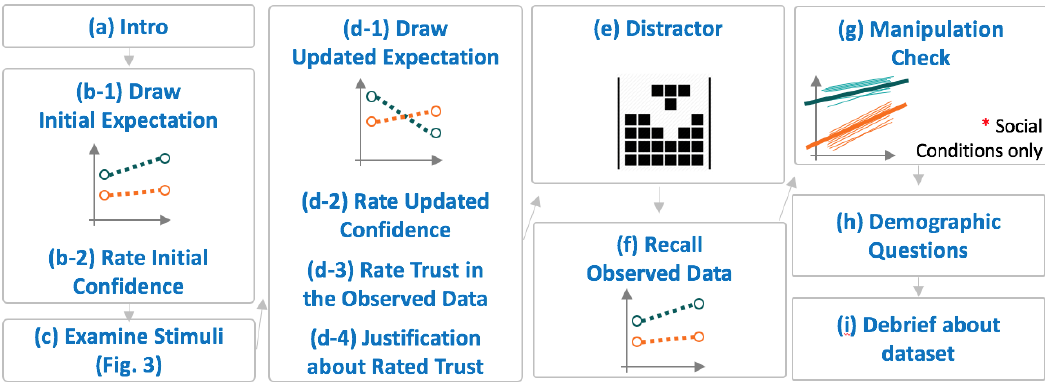 (a) Intro
(b-1) Draw
Initial Expectation
(b-2) Rate Initial
Confidence
(c) Examine Stimuli
(Fig. 3)
(d-1) Draw
Updated Expectation
(d-2) Rate Updated
Confidence
(d-3) Rate Trust in
the Observed Data
(d-4) Justification
about Rated Trust
(e) Distractor
(f) Recall
Observed Data
(g) Manipulation
Check
* Social
Conditions only
(h) Demographic
Questions
(i) Debrief about
dataset